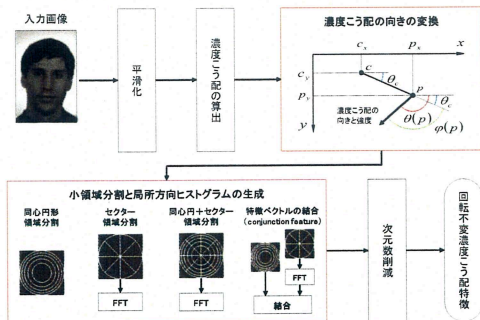 入力画像
平滑化
濃度こう配の算出
濃度こう配の向きの変換
c_x
p_x
x
c_y
c
θ_c
p_y
p
θ_c
y
濃度こう配の
向きと強度
θ(p)
φ(p)
小領域分割と局所方向ヒストグラムの生成
同心円形
領域分割
セクター
領域分割
同心円+セクター
領域分割
特徴ベクトルの結合
(conjunction feature)
FFT
FFT
FFT
結合
次元数削減
回転不変濃度こう配特徴